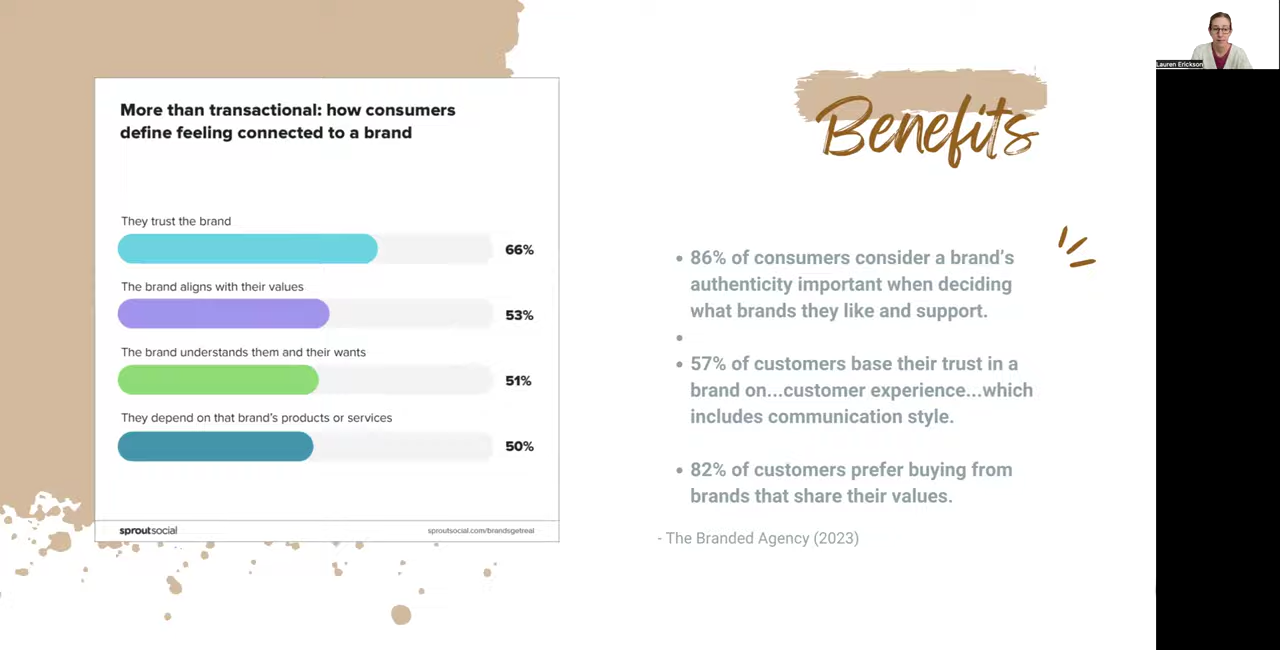 More than transactional: how consumers
define feeling connected to a brand
They trust the brand
66%
The brand aligns with their values
53%
The brand understands them and their wants
51%
They depend on that brand's products or services
50%
sproutsocial
sproutsocial.com/brandsgetreal
Benefits
• 86% of consumers consider a brand's
authenticity important when deciding
what brands they like and support.
•
• 57% of customers base their trust in a
brand on...customer experience...which
includes communication style.
• 82% of customers prefer buying from
brands that share their values.
- The Branded Agency (2023)
Lauren Erickson